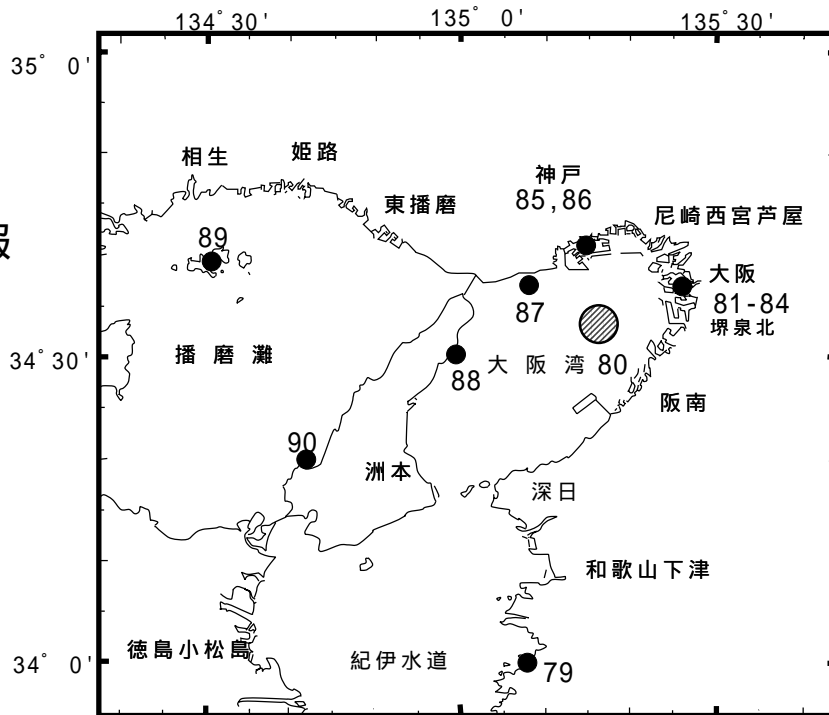 134°30' 135° 0' 135°30'
35° 0'
相生
姫路
神戸
85,86
東播磨
尼崎西宮芦屋
報
89
大阪
81-84
87
堺泉北
34°30'
播磨灘
88
大阪湾 80
阪南
90
洲本
深日
和歌山下津
徳島小松島
紀伊水道
34° 0'
79